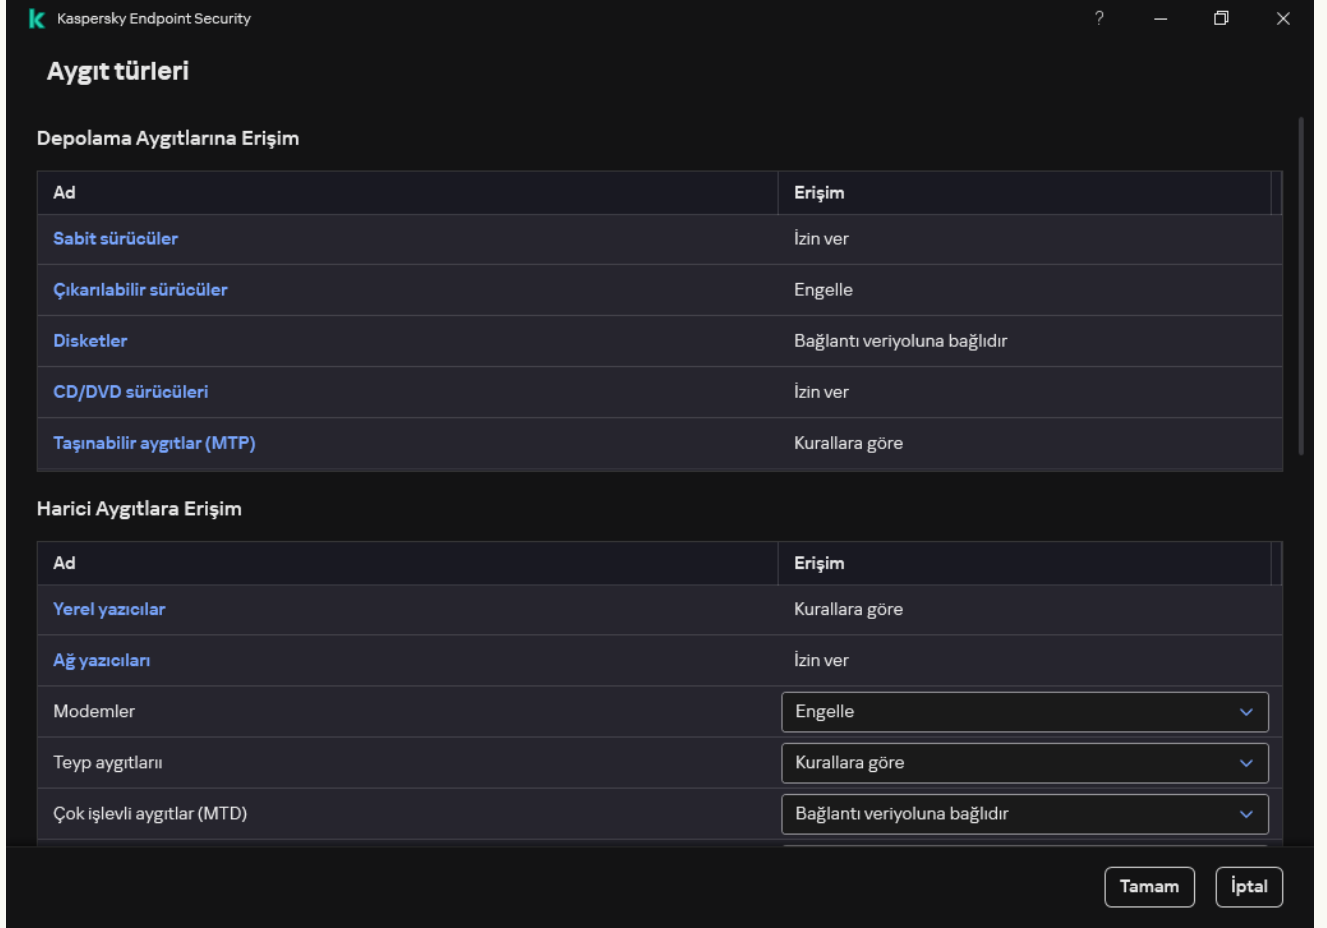 Kaspersky Endpoint Security
?
Aygıt türleri
Depolama Aygıtlarına Erişim
Ad Erişim
Sabit sürücüler İzin ver
Çıkarılabilir sürücüler Engelle
Disketler Bağlantı veriyoluna bağlıdır
CD/DVD sürücüleri İzin ver
Taşınabilir aygıtlar (MTP) Kurallara göre
Harici Aygıtlara Erişim
Ad Erişim
Yerel yazıcılar Kurallara göre
Ağ yazıcıları İzin ver
Modemler Engelle
Teyp aygıtlarıı Kurallara göre
Çok işlevli aygıtlar (MTD) Bağlantı veriyoluna bağlıdır
Tamam İptal